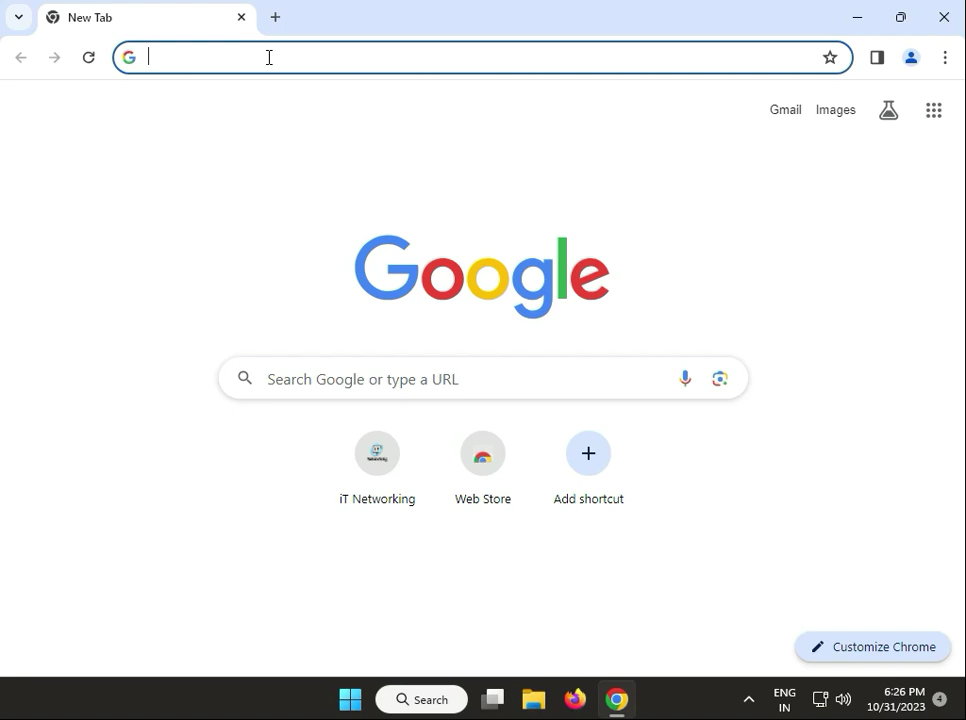 New Tab
Gmail Images
Google
Search Google or type a URL
iT Networking Web Store Add shortcut
Customize Chrome
Search
ENG
IN
6:26 PM
10/31/2023
4